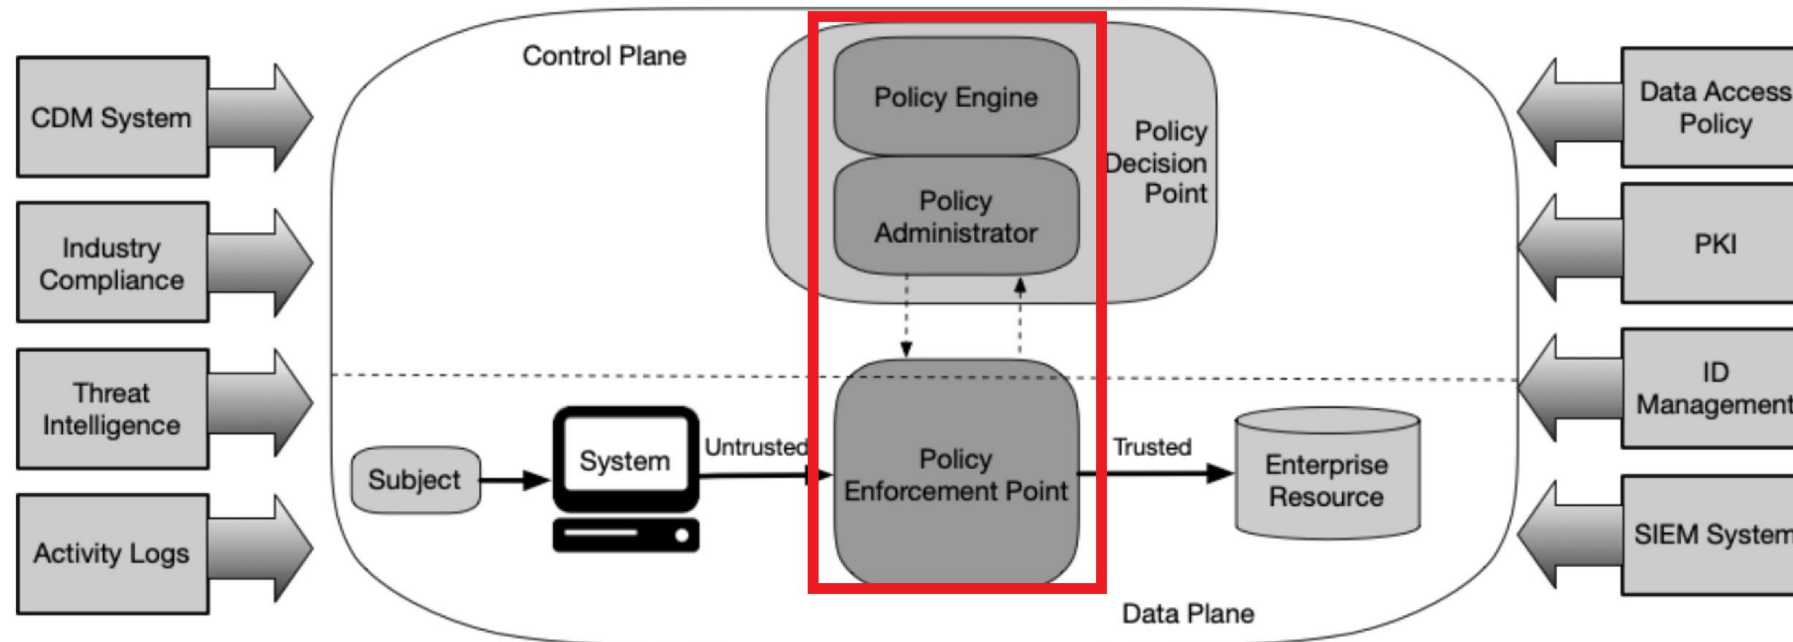 Control Plane
CDM System
Industry
Compliance
Threat
Intelligence
Activity Logs
Policy Engine
Policy
Administrator
Policy
Decision
Point
Subject
System
Untrusted
Policy
Enforcement Point
Trusted
Enterprise
Resource
Data Plane
Data Access
Policy
PKI
ID
Management
SIEM System